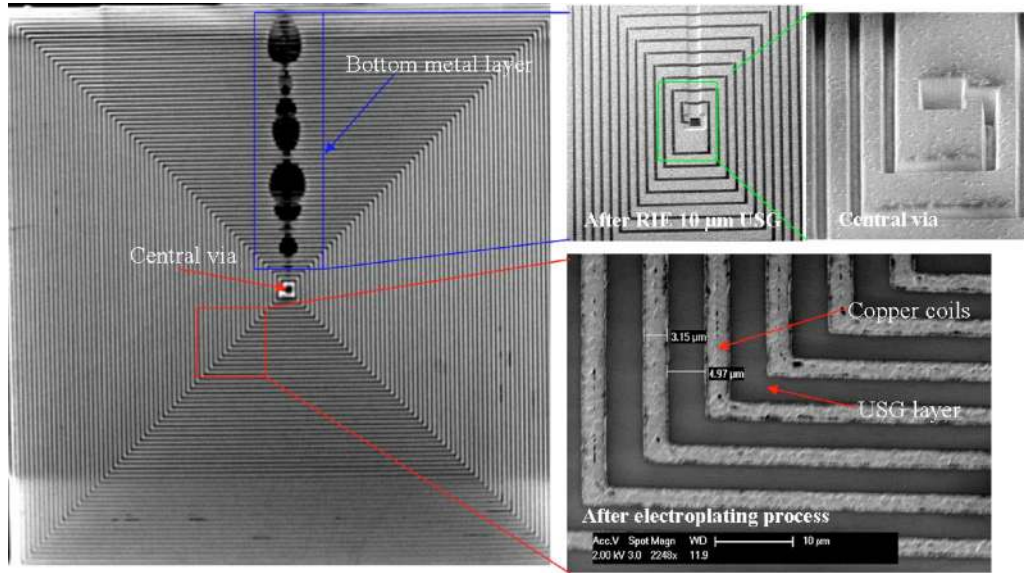 Bottom metal layer
Central via
After RIE 10 μm USG
Central via
3.15 μm
4.97 μm
Copper coils
USG layer
After electroplating process
Acc.V Spot Magn WD 10 μm
2.00 kV 3.0 2248x 11.9